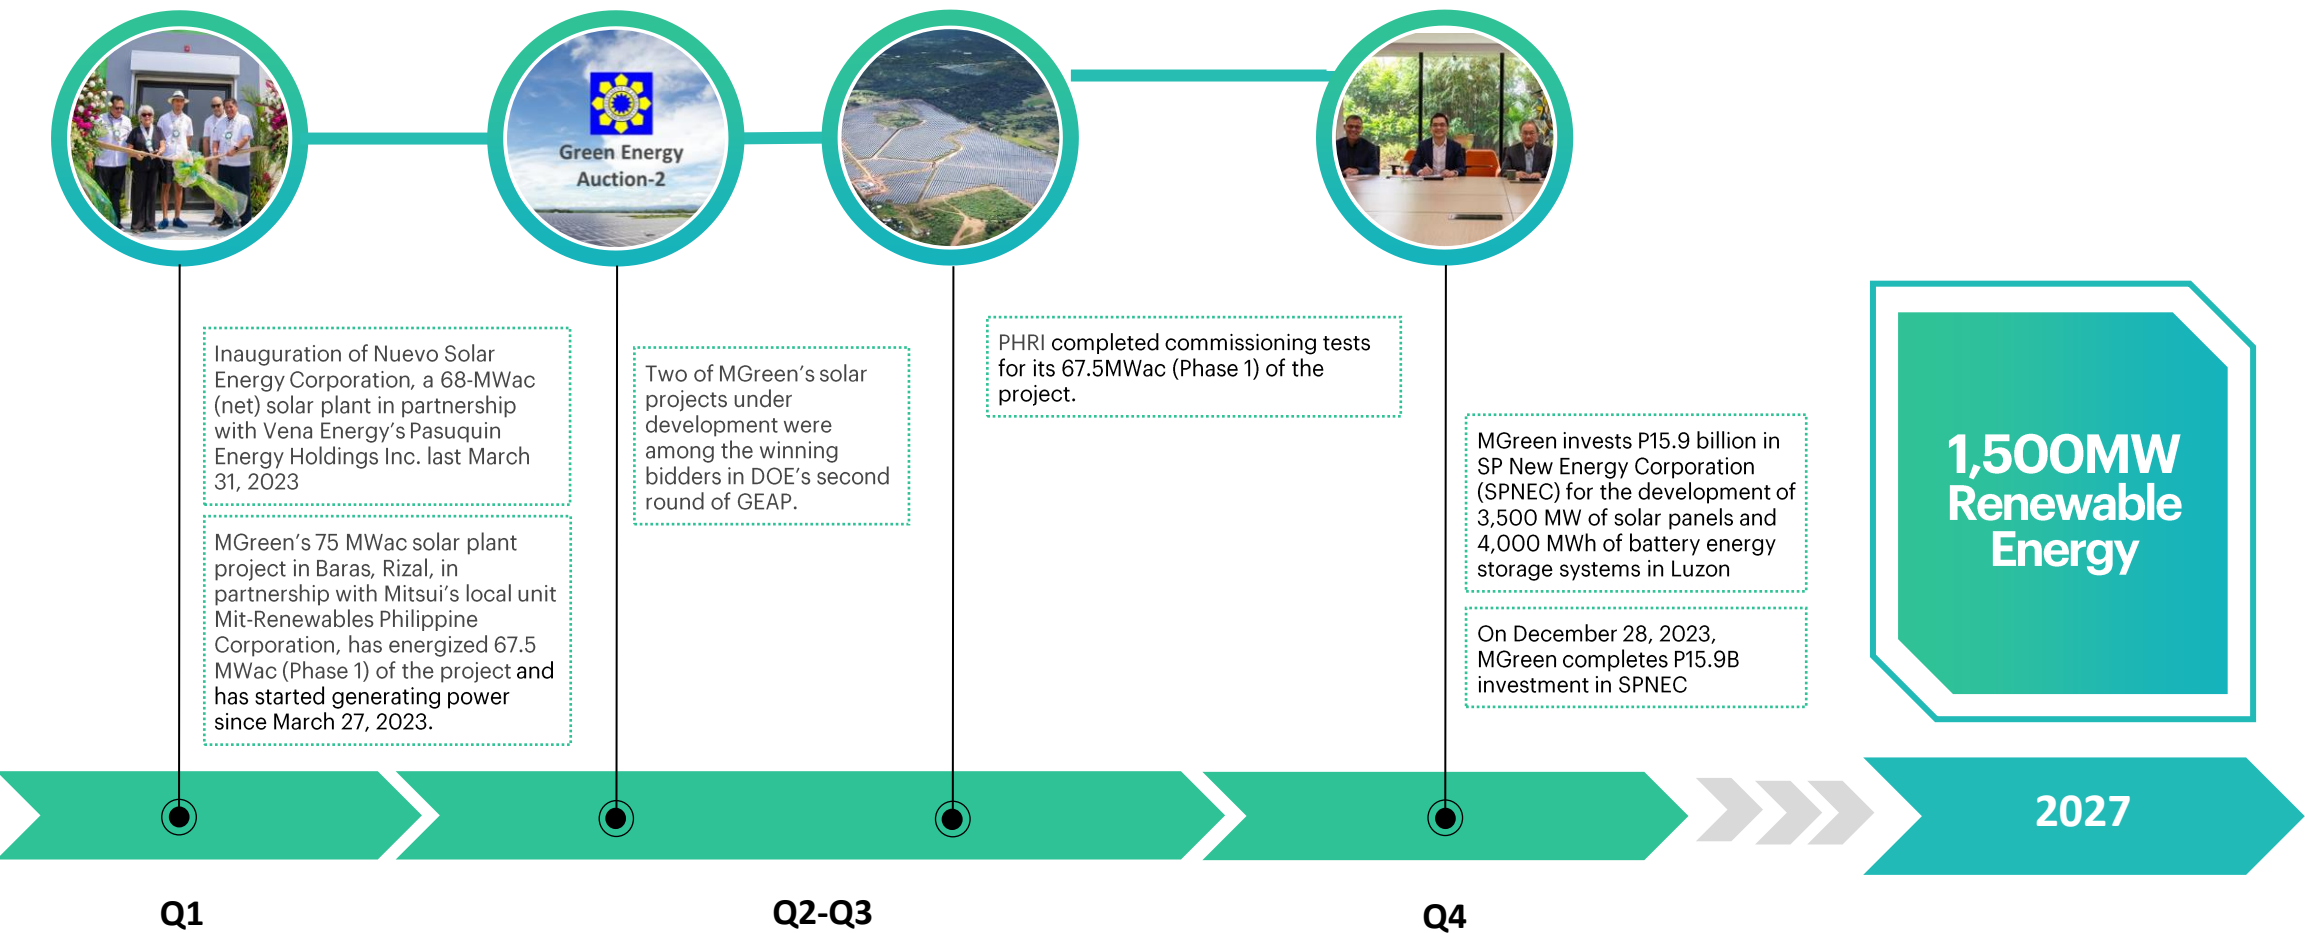 Green Energy
Auction-2
Inauguration of Nuevo Solar
Energy Corporation, a 68-MWac
(net) solar plant in partnership
with Vena Energy’s Pasuquin
Energy Holdings Inc. last March
31, 2023
MGreen’s 75 MWac solar plant
project in Baras, Rizal, in
partnership with Mitsui’s local unit
Mit-Renewables Philippine
Corporation, has energized 67.5
MWac (Phase 1) of the project and
has started generating power
since March 27, 2023.
Two of MGreen’s solar
projects under
development were
among the winning
bidders in DOE’s second
round of GEAP.
PHRI completed commissioning tests
for its 67.5MWac (Phase 1) of the
project.
MGreen invests P15.9 billion in
SP New Energy Corporation
(SPNEC) for the development of
3,500 MW of solar panels and
4,000 MWh of battery energy
storage systems in Luzon
On December 28, 2023,
MGreen completes P15.9B
investment in SPNEC
1,500MW
Renewable
Energy
2027
Q1
Q2-Q3
Q4